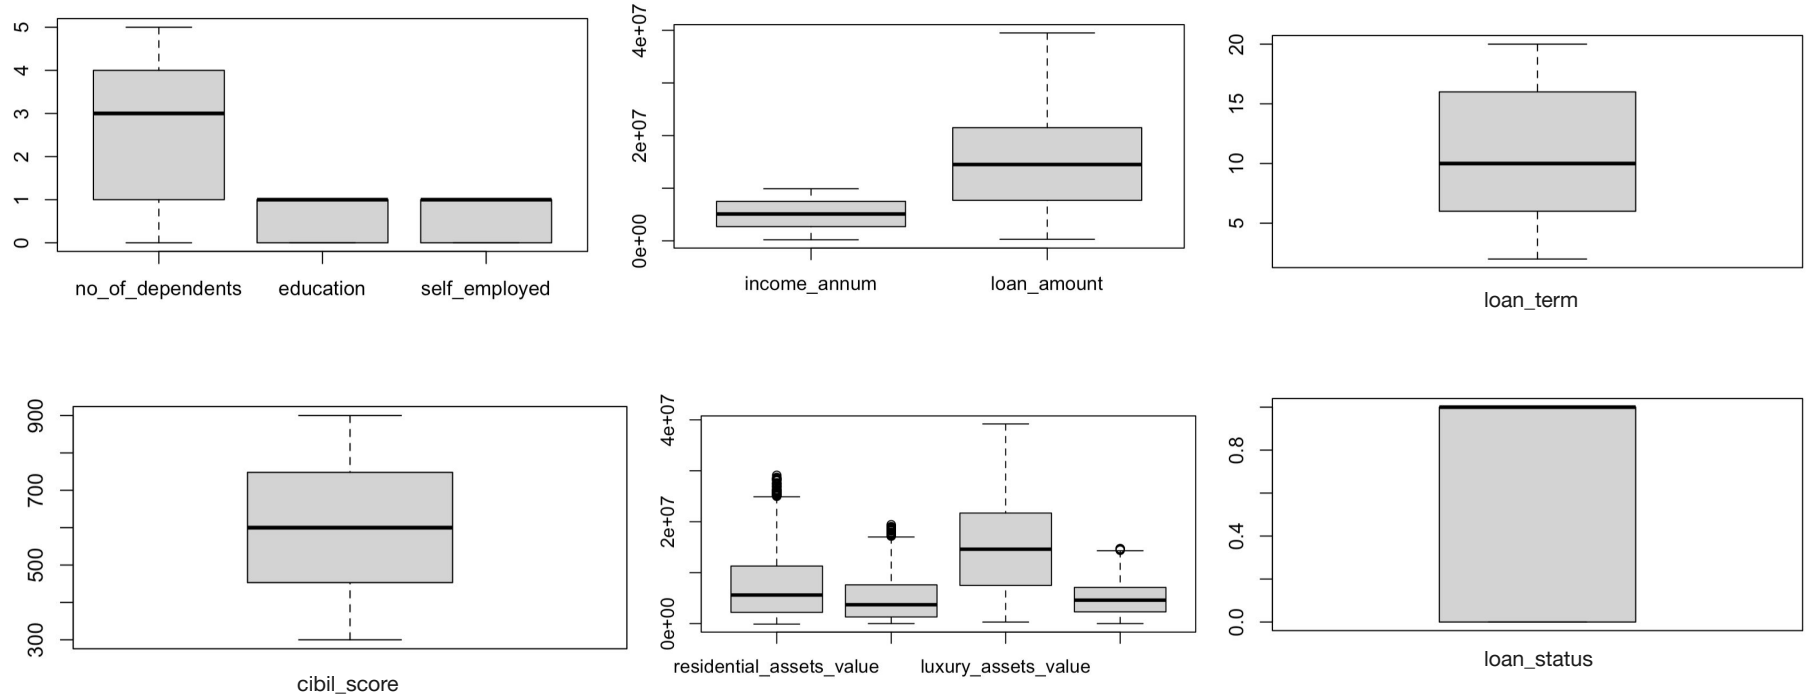 5
4
3
2
1
0
no_of_dependents education self_employed
4e+07
2e+07
0e+00
income_annum loan_amount
20
15
10
5
loan_term
900
700
500
300
cibil_score
4e+07
2e+07
0e+00
residential_assets_value luxury_assets_value
0.8
0.4
0.0
loan_status